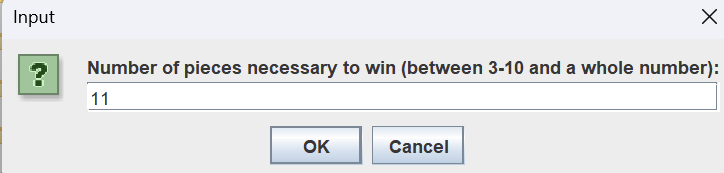 Input
Number of pieces necessary to win (between 3-10 and a whole number):
11
OK Cancel